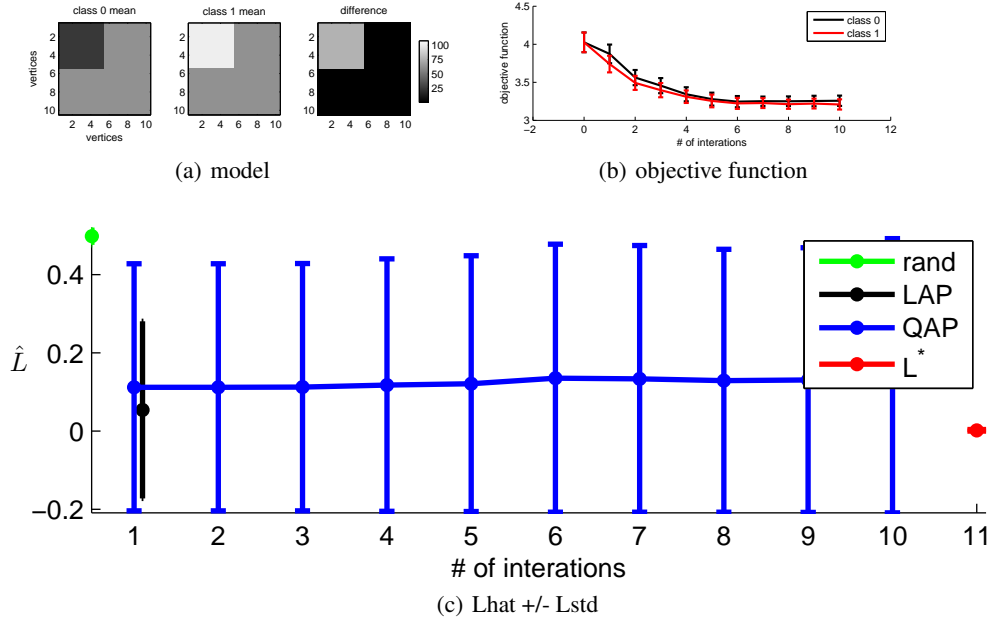 class 0 mean
class 1 mean
difference
vertices
2
4
6
8
10
2 4 6 8 10
vertices
2
4
6
8
10
2 4 6 8 10
2
4
6
8
10
2 4 6 8 10
100
75
50
25
(a) model
objective function
4.5
4
3.5
3
−2 0 2 4 6 8 10 12
# of interations
class 0
class 1
(b) objective function
L̂
0.4
0.2
0
−0.2
1 2 3 4 5 6 7 8 9 10 11
# of interations
rand
LAP
QAP
L*
(c) Lhat +/- Lstd